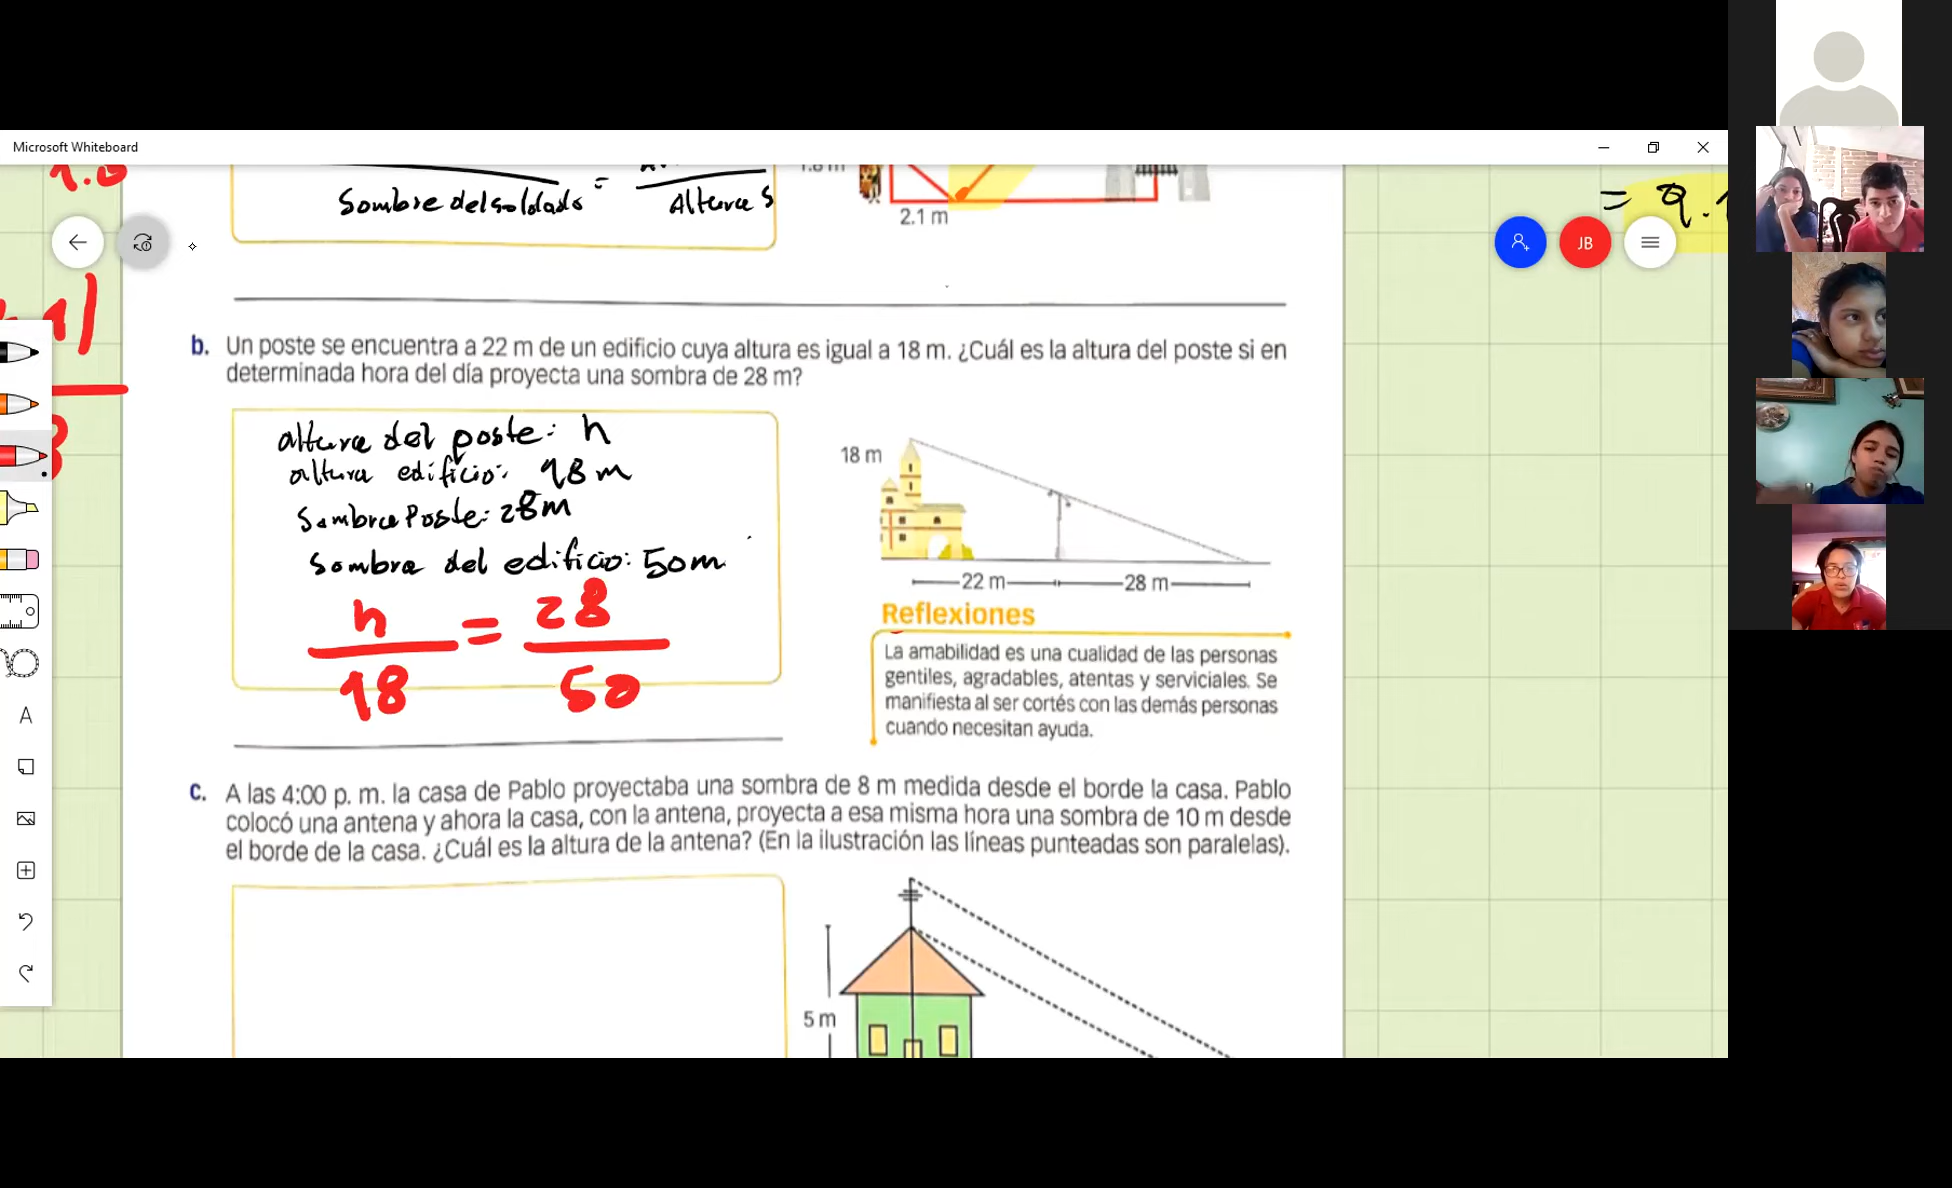 Microsoft Whiteboard
1.8
Sombre del soldado =
Altura S
1.8 m
2.1 m
= 9.
JB
b. Un poste se encuentra a 22 m de un edificio cuya altura es igual a 18 m. ¿Cuál es la altura del poste si en
determinada hora del día proyecta una sombra de 28 m?
altura del poste: h
altura edificio: 18 m
Sombra Poste: 28m
Sombra del edificio: 50m
h = 28
18 50
18 m
22 m
28 m
Reflexiones
La amabilidad es una cualidad de las personas
gentiles, agradables, atentas y serviciales. Se
manifiesta al ser cortés con las demás personas
cuando necesitan ayuda.
c. A las 4:00 p. m. la casa de Pablo proyectaba una sombra de 8 m medida desde el borde la casa. Pablo
colocó una antena y ahora la casa, con la antena, proyecta a esa misma hora una sombra de 10 m desde
el borde de la casa. ¿Cuál es la altura de la antena? (En la ilustración las líneas punteadas son paralelas).
5 m
A